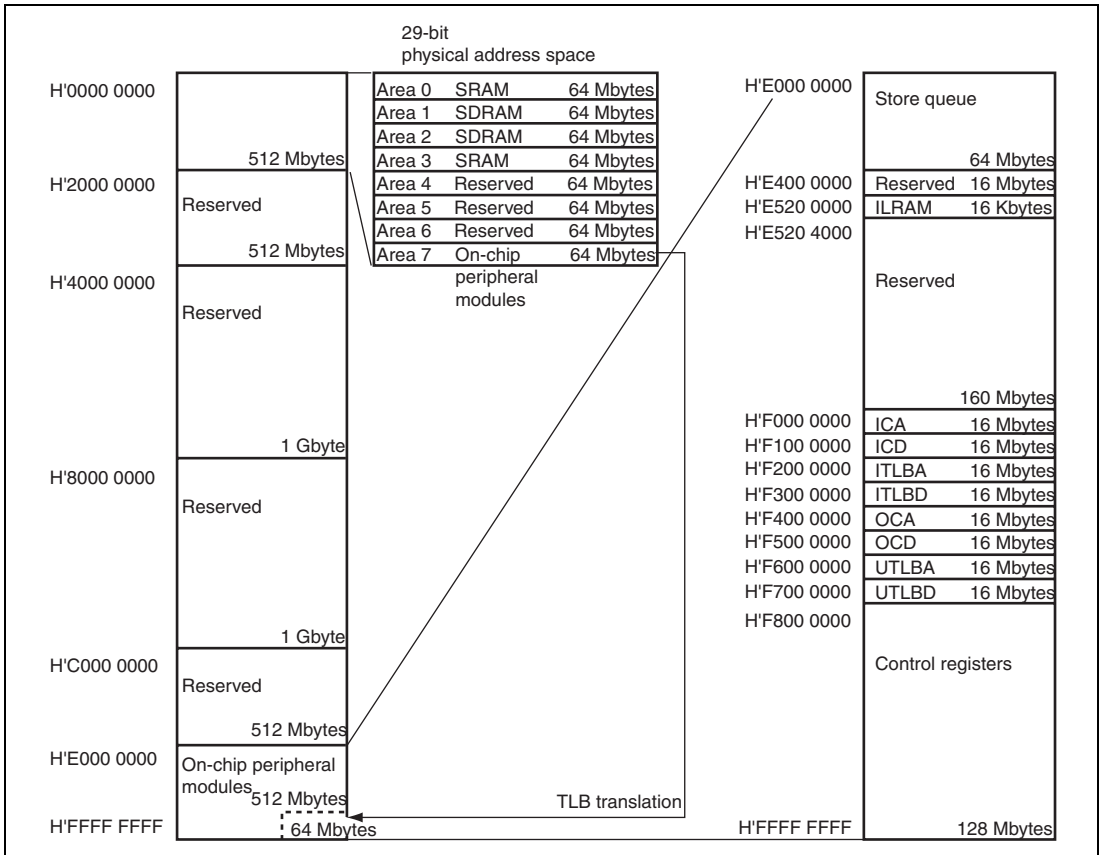 29-bit
physical address space
H'0000 0000
512 Mbytes
H'2000 0000
Reserved
512 Mbytes
H'4000 0000
Reserved
1 Gbyte
H'8000 0000
Reserved
1 Gbyte
H'C000 0000
Reserved
512 Mbytes
H'E000 0000
On-chip peripheral
modules
512 Mbytes
H'FFFF FFFF
64 Mbytes
Area 0 SRAM 64 Mbytes
Area 1 SDRAM 64 Mbytes
Area 2 SDRAM 64 Mbytes
Area 3 SRAM 64 Mbytes
Area 4 Reserved 64 Mbytes
Area 5 Reserved 64 Mbytes
Area 6 Reserved 64 Mbytes
Area 7 On-chip 64 Mbytes
peripheral
modules
TLB translation
H'E000 0000
Store queue
64 Mbytes
H'E400 0000 Reserved 16 Mbytes
H'E520 0000 ILRAM 16 Kbytes
H'E520 4000
Reserved
160 Mbytes
H'F000 0000 ICA 16 Mbytes
H'F100 0000 ICD 16 Mbytes
H'F200 0000 ITLBA 16 Mbytes
H'F300 0000 ITLBD 16 Mbytes
H'F400 0000 OCA 16 Mbytes
H'F500 0000 OCD 16 Mbytes
H'F600 0000 UTLBA 16 Mbytes
H'F700 0000 UTLBD 16 Mbytes
H'F800 0000
Control registers
H'FFFF FFFF 128 Mbytes